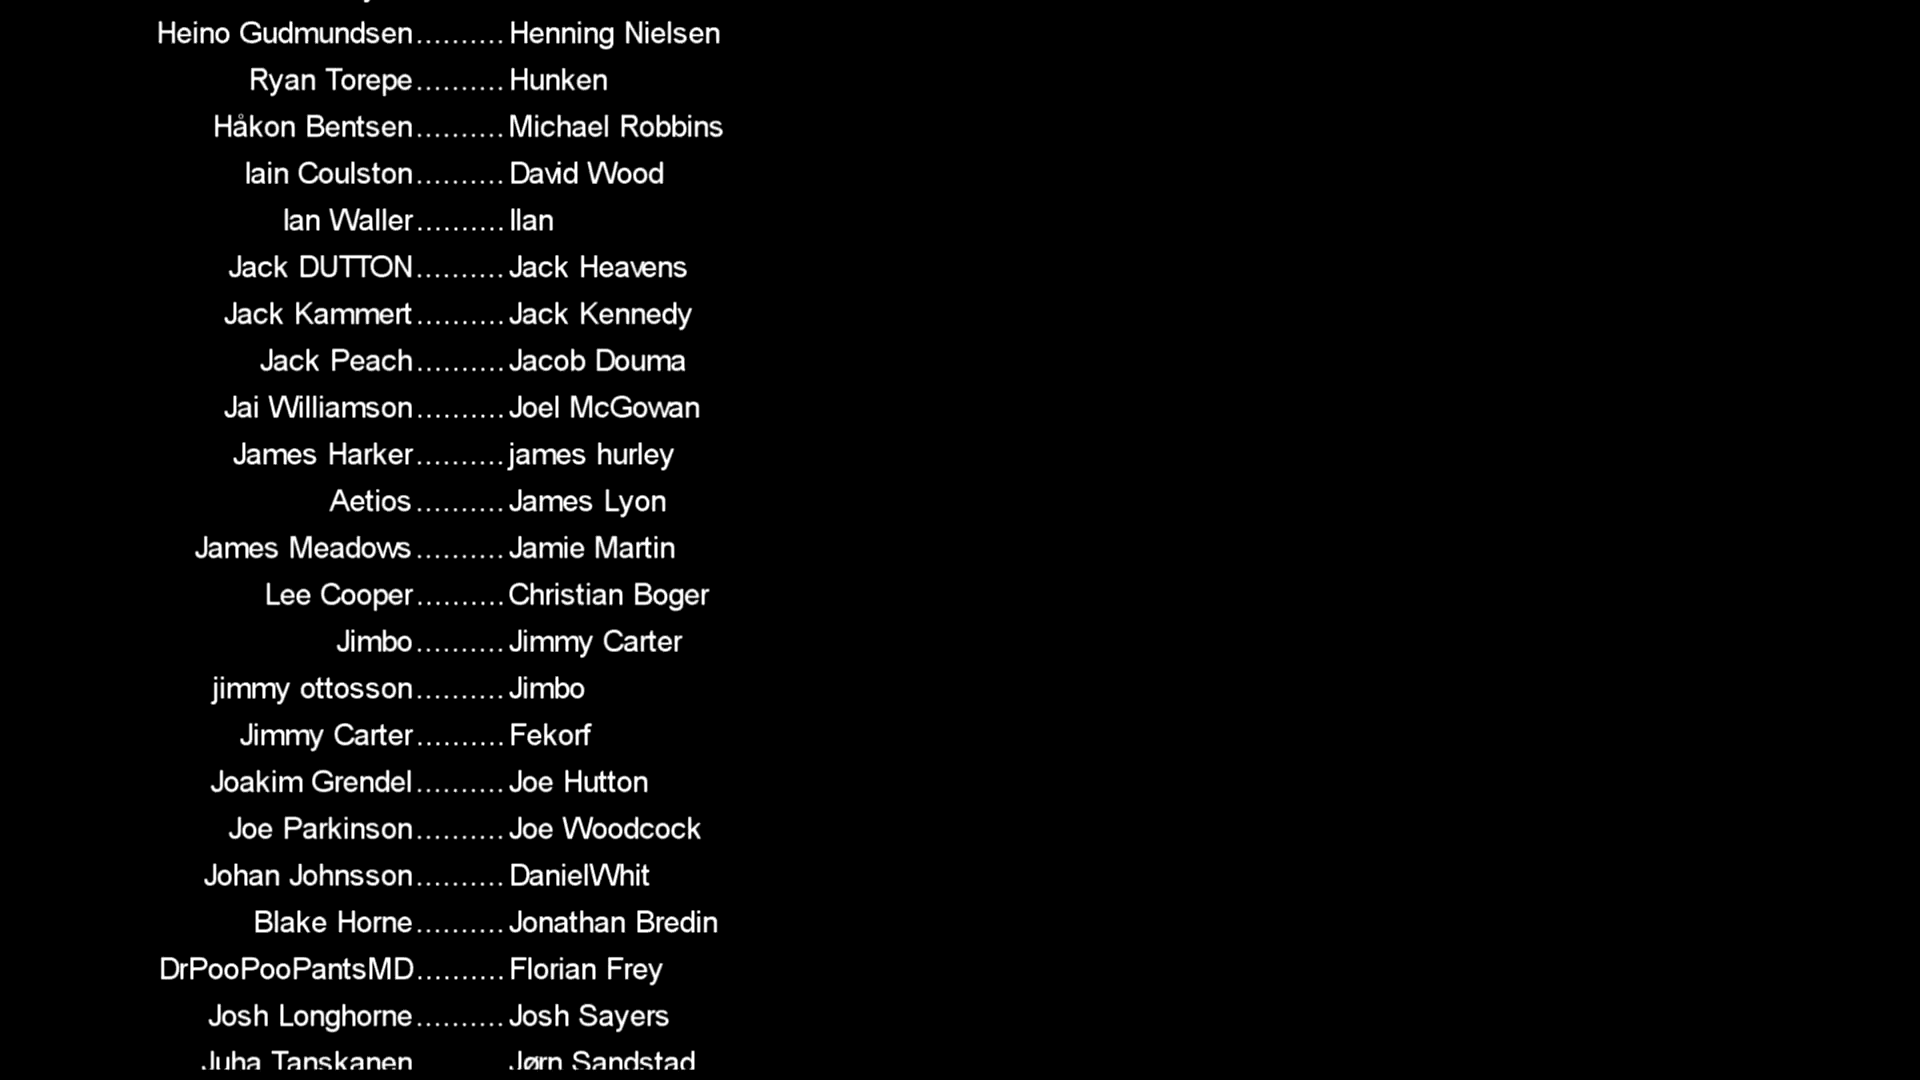 Heino Gudmundsen..........Henning Nielsen
Ryan Torepe..........Hunken
Håkon Bentsen..........Michael Robbins
Iain Coulston..........David Wood
Ian Waller..........Ilan
Jack DUTTON..........Jack Heavens
Jack Kammert..........Jack Kennedy
Jack Peach..........Jacob Douma
Jai Williamson..........Joel McGowan
James Harker..........james hurley
Aetios..........James Lyon
James Meadows..........Jamie Martin
Lee Cooper..........Christian Boger
Jimbo..........Jimmy Carter
jimmy ottosson..........Jimbo
Jimmy Carter..........Fekorf
Joakim Grendel..........Joe Hutton
Joe Parkinson..........Joe Woodcock
Johan Johnsson..........DanielWhit
Blake Horne..........Jonathan Bredin
DrPooPooPantsMD..........Florian Frey
Josh Longhorne..........Josh Sayers
Juha Tanskanen Jørn Sandstad